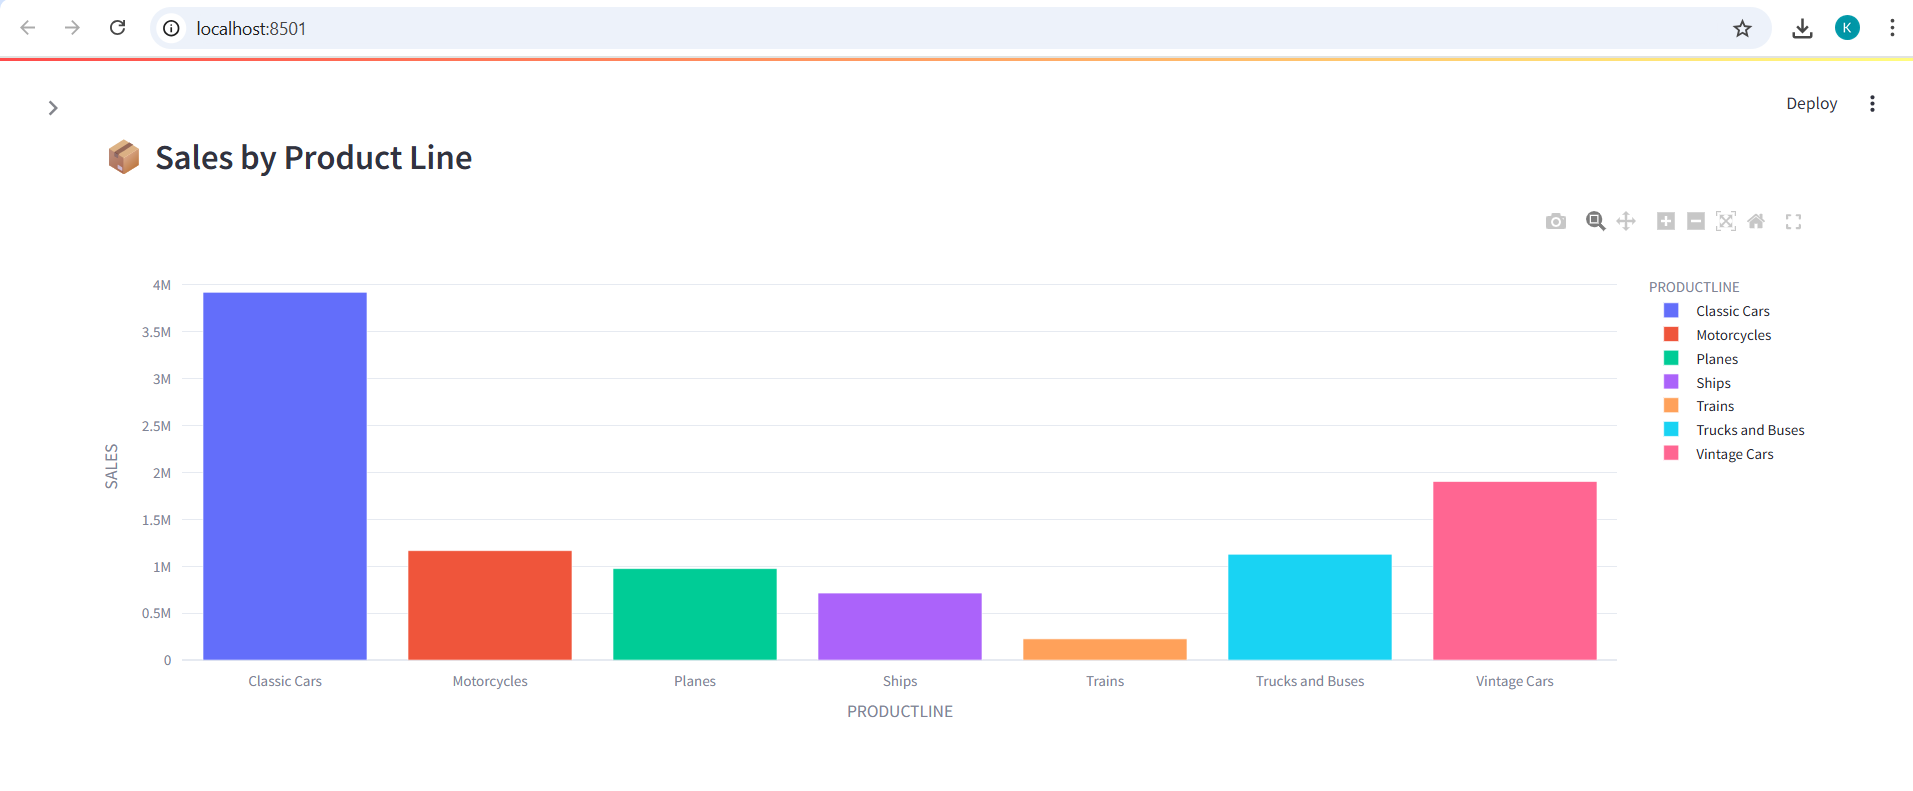 localhost:8501
K
Deploy
📦 Sales by Product Line
4M
3.5M
3M
2.5M
2M
1.5M
1M
0.5M
0
SALES
Classic Cars
Motorcycles
Planes
Ships
Trains
Trucks and Buses
Vintage Cars
PRODUCTLINE
PRODUCTLINE
Classic Cars
Motorcycles
Planes
Ships
Trains
Trucks and Buses
Vintage Cars